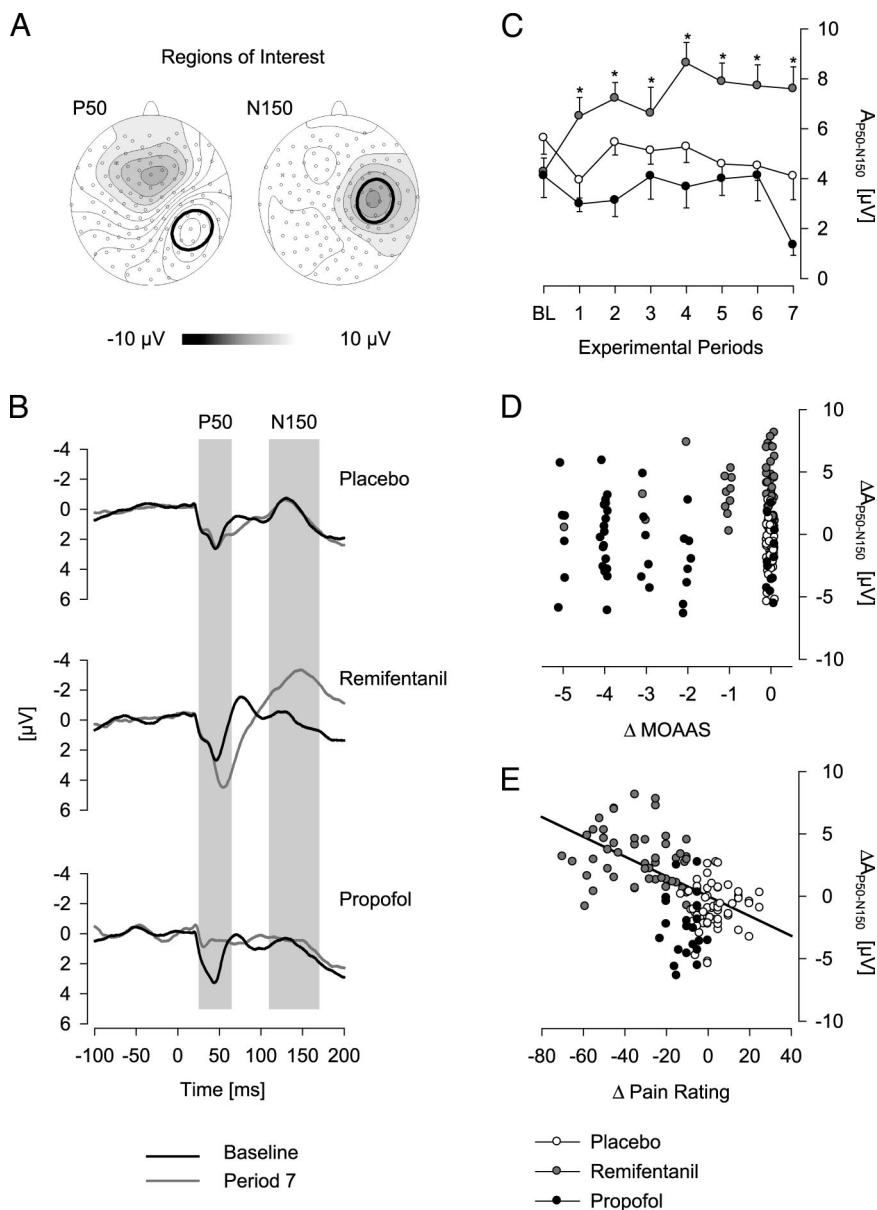 A
Regions of Interest
P50
N150
-10 µV
10 µV
B
P50
N150
-4
-2
0
2
4
6
Placebo
-4
-2
0
2
4
6
Remifentanil
[µV]
-4
-2
0
2
4
6
Propofol
-100
-50
0
50
100
150
200
Time [ms]
Baseline
Period 7
C
* * * * * * *
10
8
6
4
2
0
A P50-N150 [µV]
BL 1 2 3 4 5 6 7
Experimental Periods
D
10
5
0
-5
-10
ΔA P50-N150 [µV]
-5 -4 -3 -2 -1 0
Δ MOAAS
E
10
5
0
-5
-10
ΔA P50-N150 [µV]
-80 -60 -40 -20 0 20 40
Δ Pain Rating
Placebo
Remifentanil
Propofol